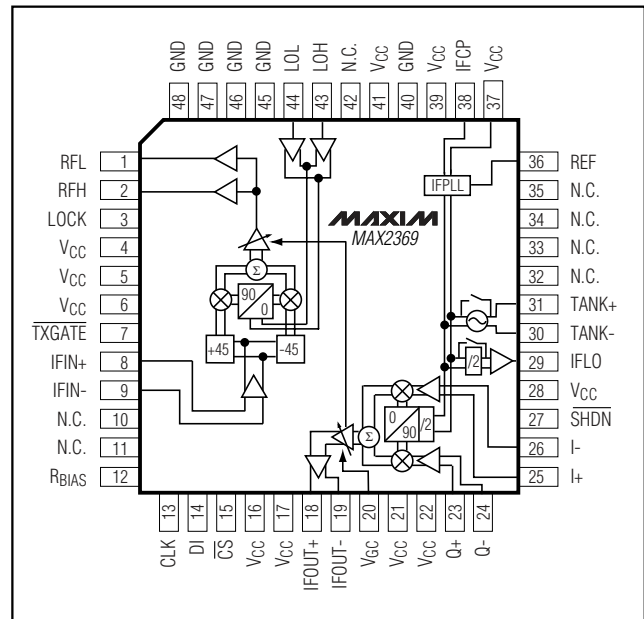 GND
GND
GND
GND
LOL
LOH
N.C.
VCC
GND
VCC
IFCP
VCC
48
47
46
45
44
43
42
41
40
39
38
37
RFL 1
RFH 2
LOCK 3
VCC 4
VCC 5
VCC 6
TXGATE 7
IFIN+ 8
IFIN- 9
N.C. 10
N.C. 11
RBIAS 12
IFPLL
MAXIM
MAX2369
Σ
90
0
+45
-45
/2
Σ
0
90
/2
36 REF
35 N.C.
34 N.C.
33 N.C.
32 N.C.
31 TANK+
30 TANK-
29 IFLO
28 VCC
27 SHDN
26 I-
25 I+
13
14
15
16
17
18
19
20
21
22
23
24
CLK
DI
CS
VCC
VCC
IFOUT+
IFOUT-
VGC
VCC
VCC
Q+
Q-